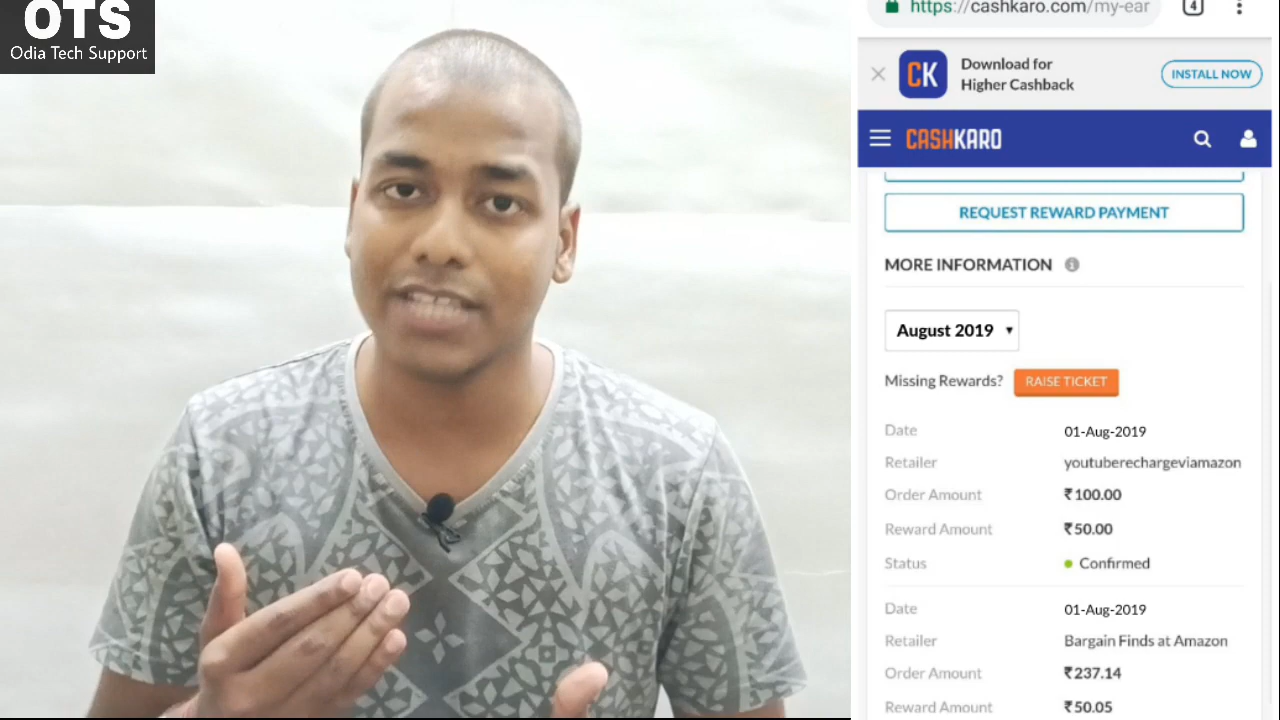 OTS
Odia Tech Support
https://cashkaro.com/my-ear
4
Download for
Higher Cashback
INSTALL NOW
CK
CASHKARO
REQUEST REWARD PAYMENT
MORE INFORMATION
August 2019
Missing Rewards? RAISE TICKET
Date 01-Aug-2019
Retailer youtuberechargeviamazon
Order Amount ₹100.00
Reward Amount ₹50.00
Status Confirmed
Date 01-Aug-2019
Retailer Bargain Finds at Amazon
Order Amount ₹237.14
Reward Amount ₹50.05